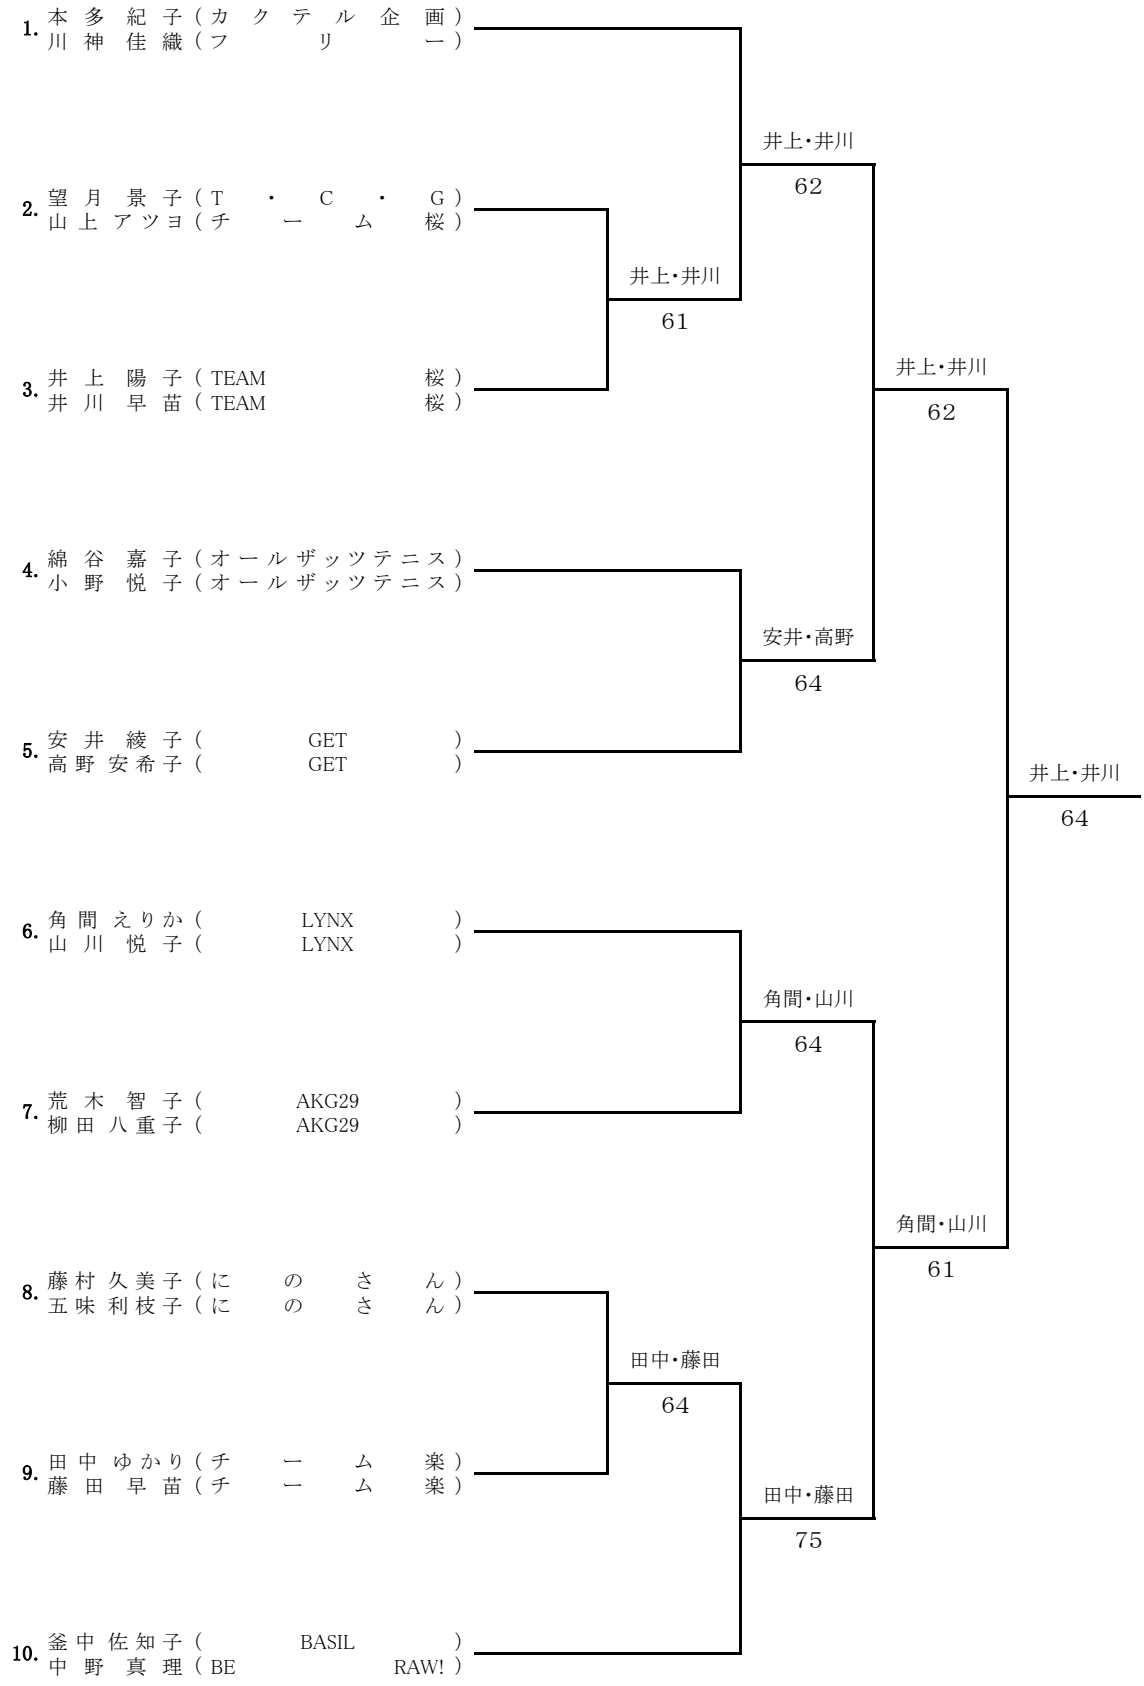 1. 本多紀子(カクテル企画)
川神佳織(フリー)
井上・井川
62
2. 望月景子(T・C・G)
山上アツヨ(チーム桜)
井上・井川
61
3. 井上陽子(TEAM 桜)
井川早苗(TEAM 桜)
井上・井川
62
4. 綿谷嘉子(オールザッツテニス)
小野悦子(オールザッツテニス)
安井・高野
64
5. 安井綾子(GET)
高野安希子(GET)
井上・井川
64
6. 角間えりか(LYNX)
山川悦子(LYNX)
角間・山川
64
7. 荒木智子(AKG29)
柳田八重子(AKG29)
角間・山川
61
8. 藤村久美子(にのさん)
五味利枝子(にのさん)
田中・藤田
64
9. 田中ゆかり(チーム楽)
藤田早苗(チーム楽)
田中・藤田
75
10. 釜中佐知子(BASIL)
中野真理(BE RAW!)